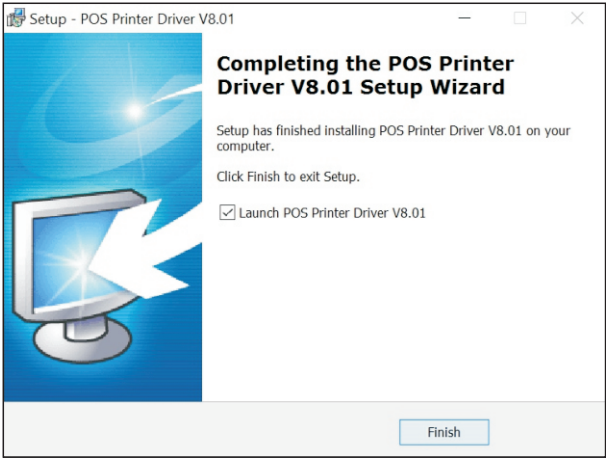 Setup - POS Printer Driver V8.01
Completing the POS Printer
Driver V8.01 Setup Wizard
Setup has finished installing POS Printer Driver V8.01 on your
computer.
Click Finish to exit Setup.
Launch POS Printer Driver V8.01
Finish